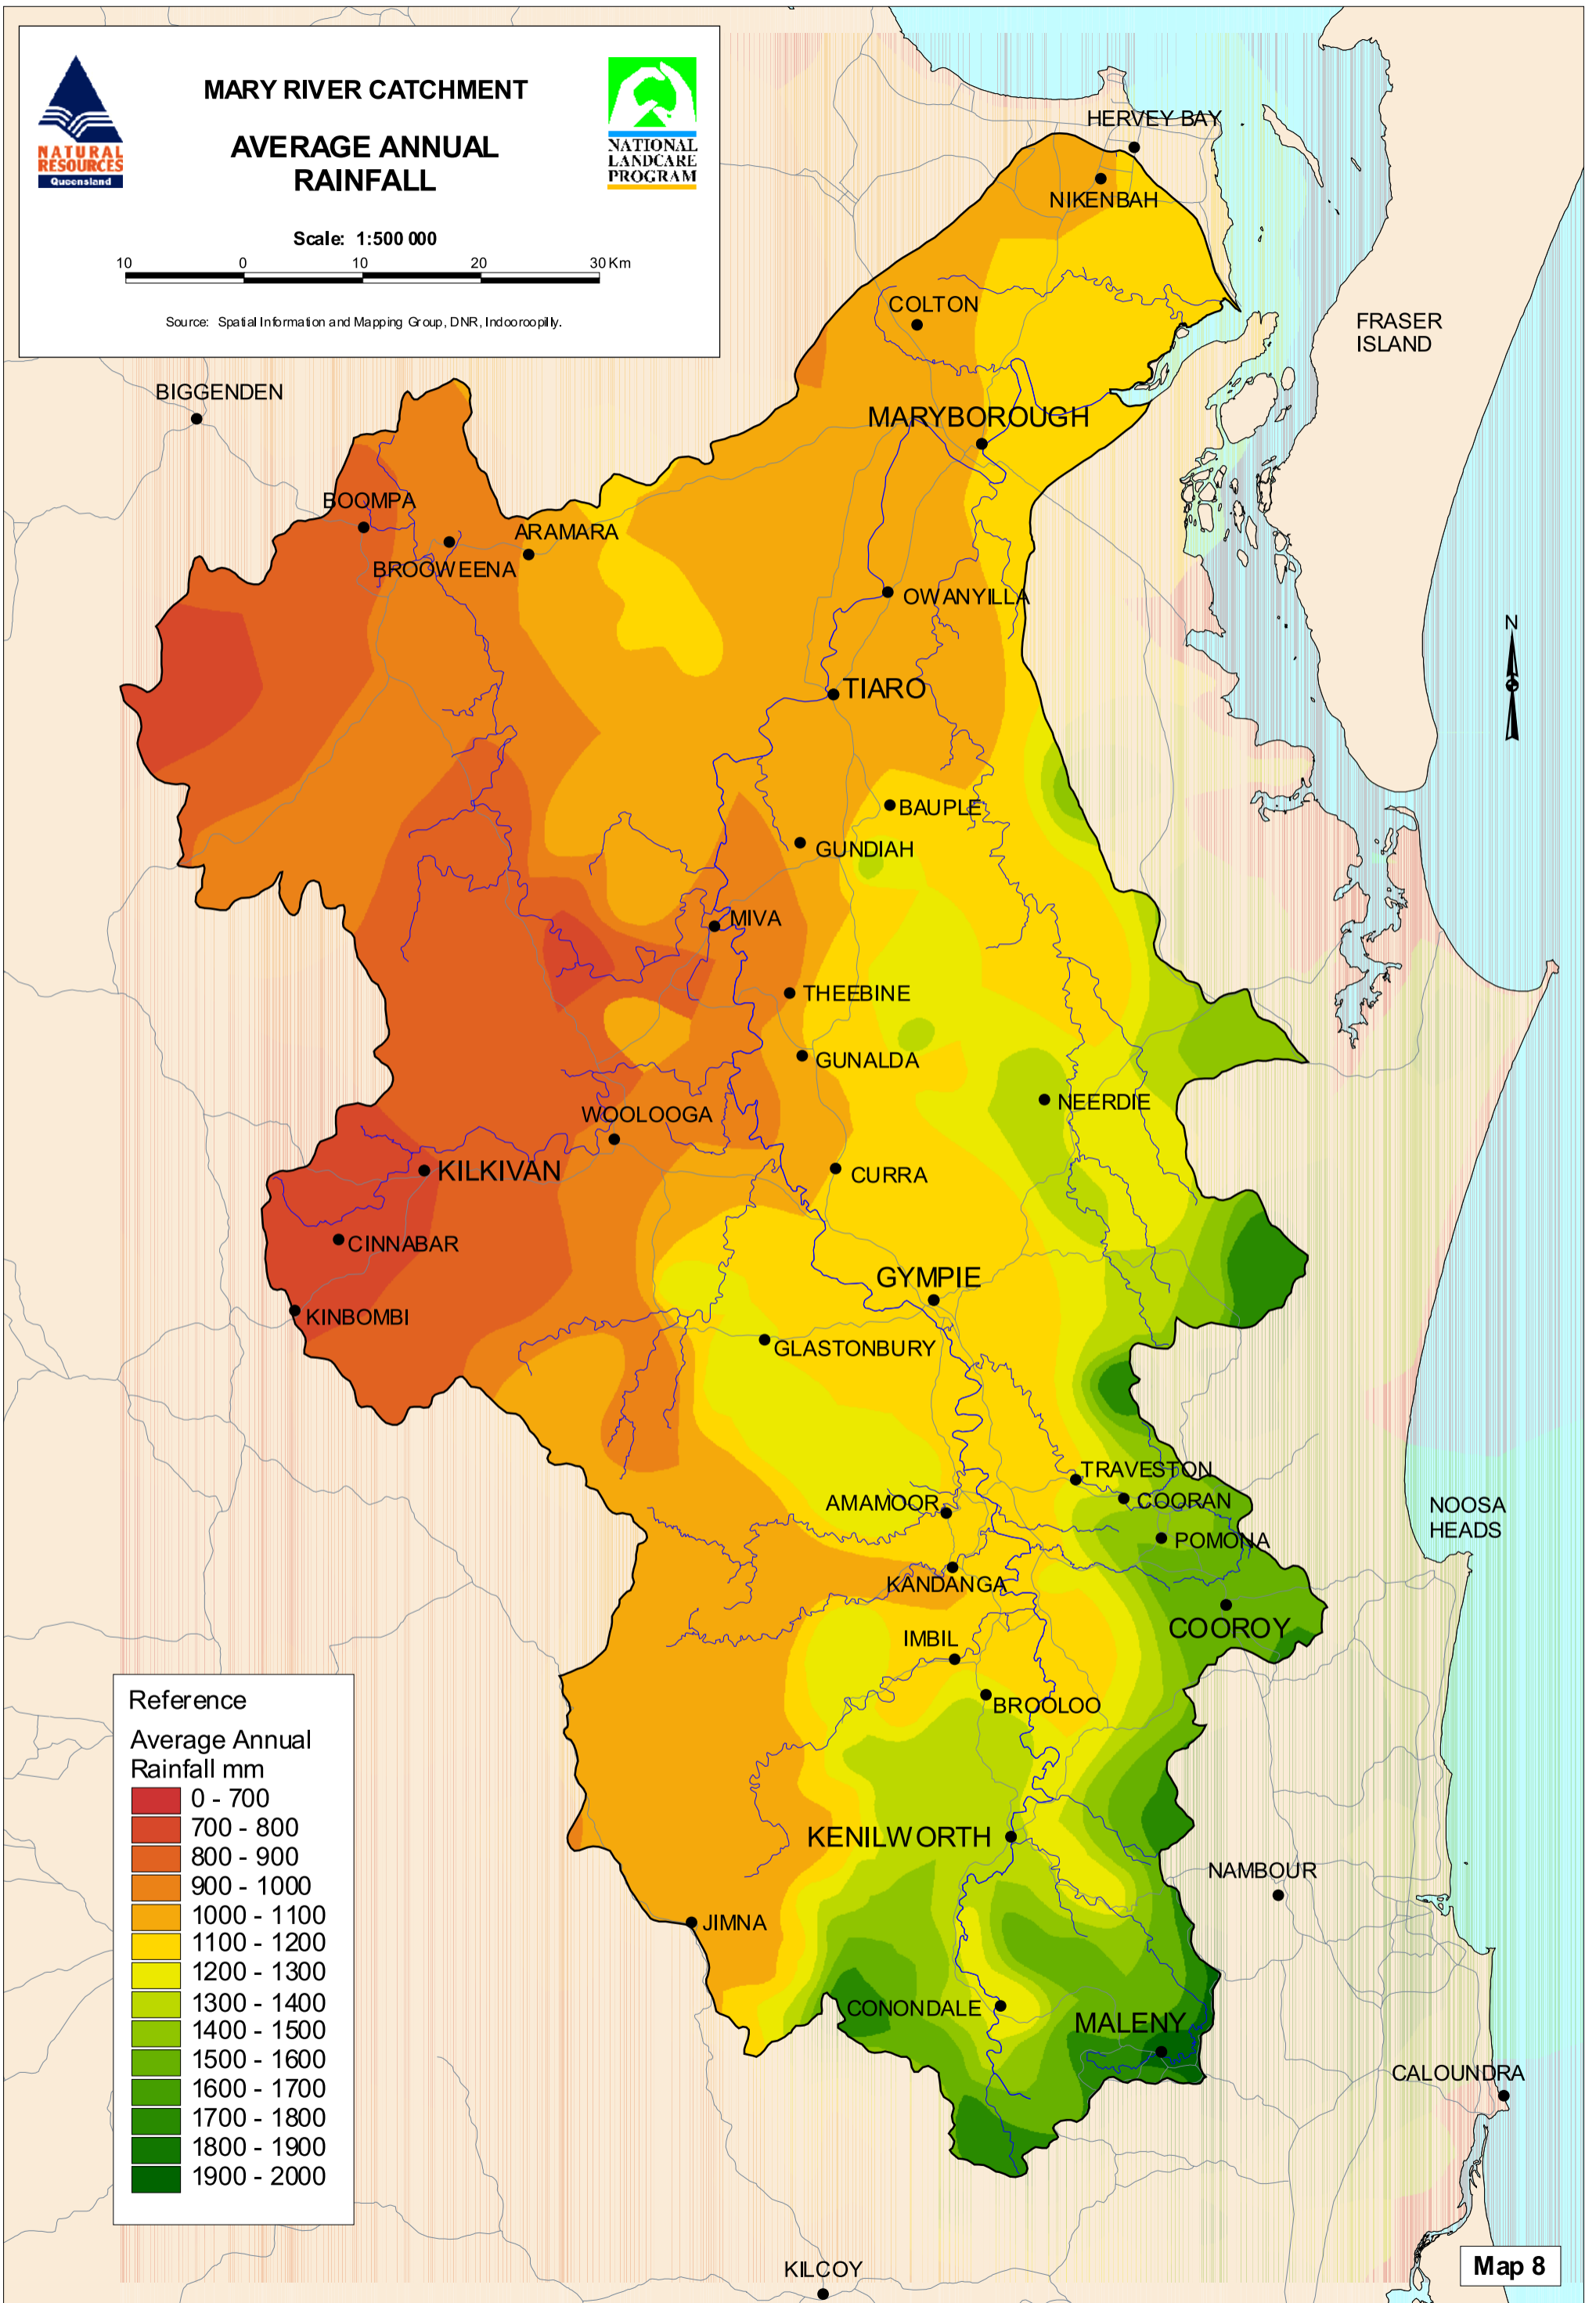 MARY RIVER CATCHMENT
AVERAGE ANNUAL
RAINFALL
NATURAL
RESOURCES
Queensland
NATIONAL
LANDCARE
PROGRAM
Scale: 1:500 000
10 0 10 20 30 Km
Source: Spatial Information and Mapping Group, DNR, Indooroopilly.
HERVEY BAY
NIKENBAH
COLTON
FRASER
ISLAND
BIGGENDEN
MARYBOROUGH
BOOMPA
ARAMARA
BROOWEENA
OWANYILLA
N
TIARO
BAUPLE
GUNDIAH
MIVA
THEEBINE
GUNALDA
NEERDIE
WOOLOOGA
KILKIVAN
CURRA
CINNABAR
GYMPIE
KINBOMBI
GLASTONBURY
TRAVESTON
AMAMOOR
COORAN
NOOSA
HEADS
POMONA
KANDANGA
COOROY
IMBIL
BROOLOO
KENILWORTH
NAMBOUR
JIMNA
CONONDALE
MALENY
CALOUNDRA
KILCOY
Reference
Average Annual
Rainfall mm
0 - 700
700 - 800
800 - 900
900 - 1000
1000 - 1100
1100 - 1200
1200 - 1300
1300 - 1400
1400 - 1500
1500 - 1600
1600 - 1700
1700 - 1800
1800 - 1900
1900 - 2000
Map 8